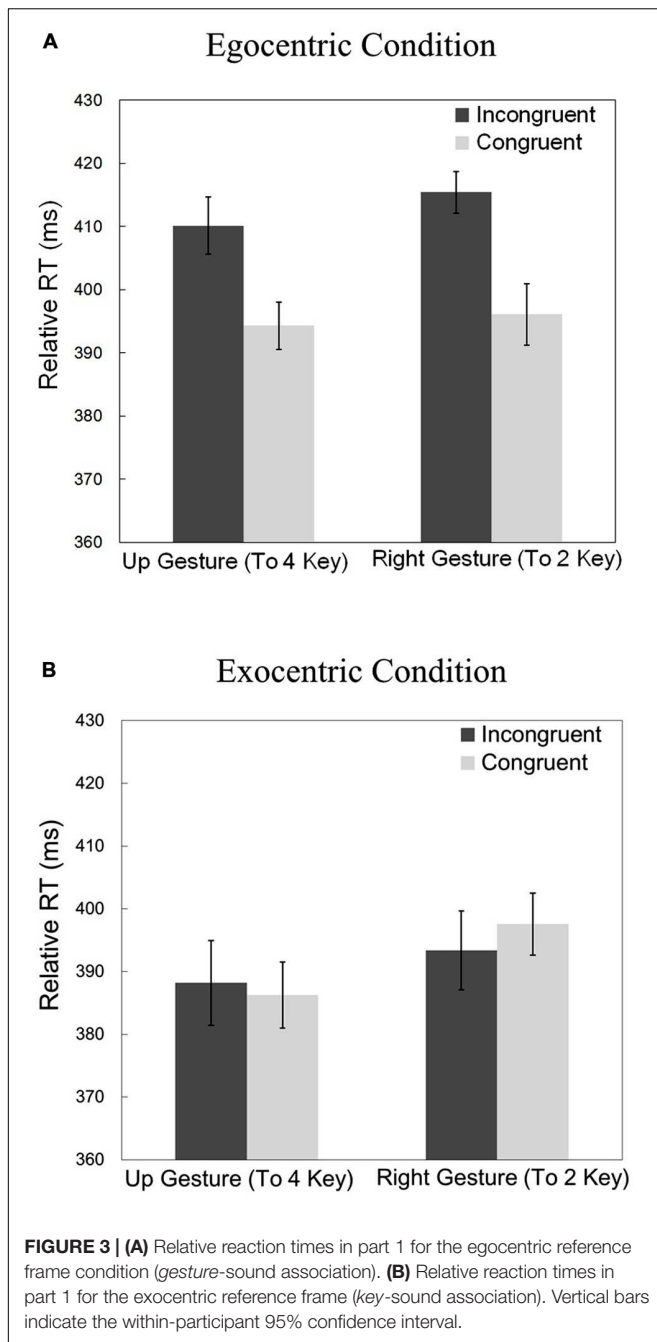 A Egocentric Condition
430
420
410
400
390
380
370
360
Relative RT (ms)
Incongruent
Congruent
Up Gesture (To 4 Key) Right Gesture (To 2 Key)
B Exocentric Condition
430
420
410
400
390
380
370
360
Relative RT (ms)
Incongruent
Congruent
Up Gesture (To 4 Key) Right Gesture (To 2 Key)
FIGURE 3 | (A) Relative reaction times in part 1 for the egocentric reference
frame condition (gesture-sound association). (B) Relative reaction times in
part 1 for the exocentric reference frame (key-sound association). Vertical bars
indicate the within-participant 95% confidence interval.